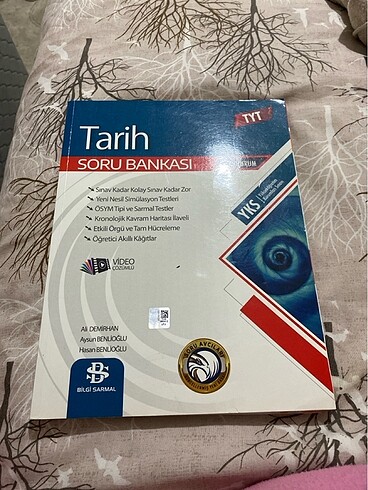 TYT
Tarih
SORU BANKASI
YKS
Sınav Kadar Kolay Sınav Kadar Zor
Yeni Nesil Simülasyon Testleri
ÖSYM Tipi ve Sarmal Testler
Kronolojik Kavram Haritası İlaveli
Etkili Örgü ve Tam Hücreleme
Öğretici Akıllı Kâğıtlar
VİDEO
ÇÖZÜMLÜ
Ali DEMİRHAN
Aysun BENLİOĞLU
Hasan BENLİOĞLU
SORU AVCILARI
BS
BİLGİ SARMAL